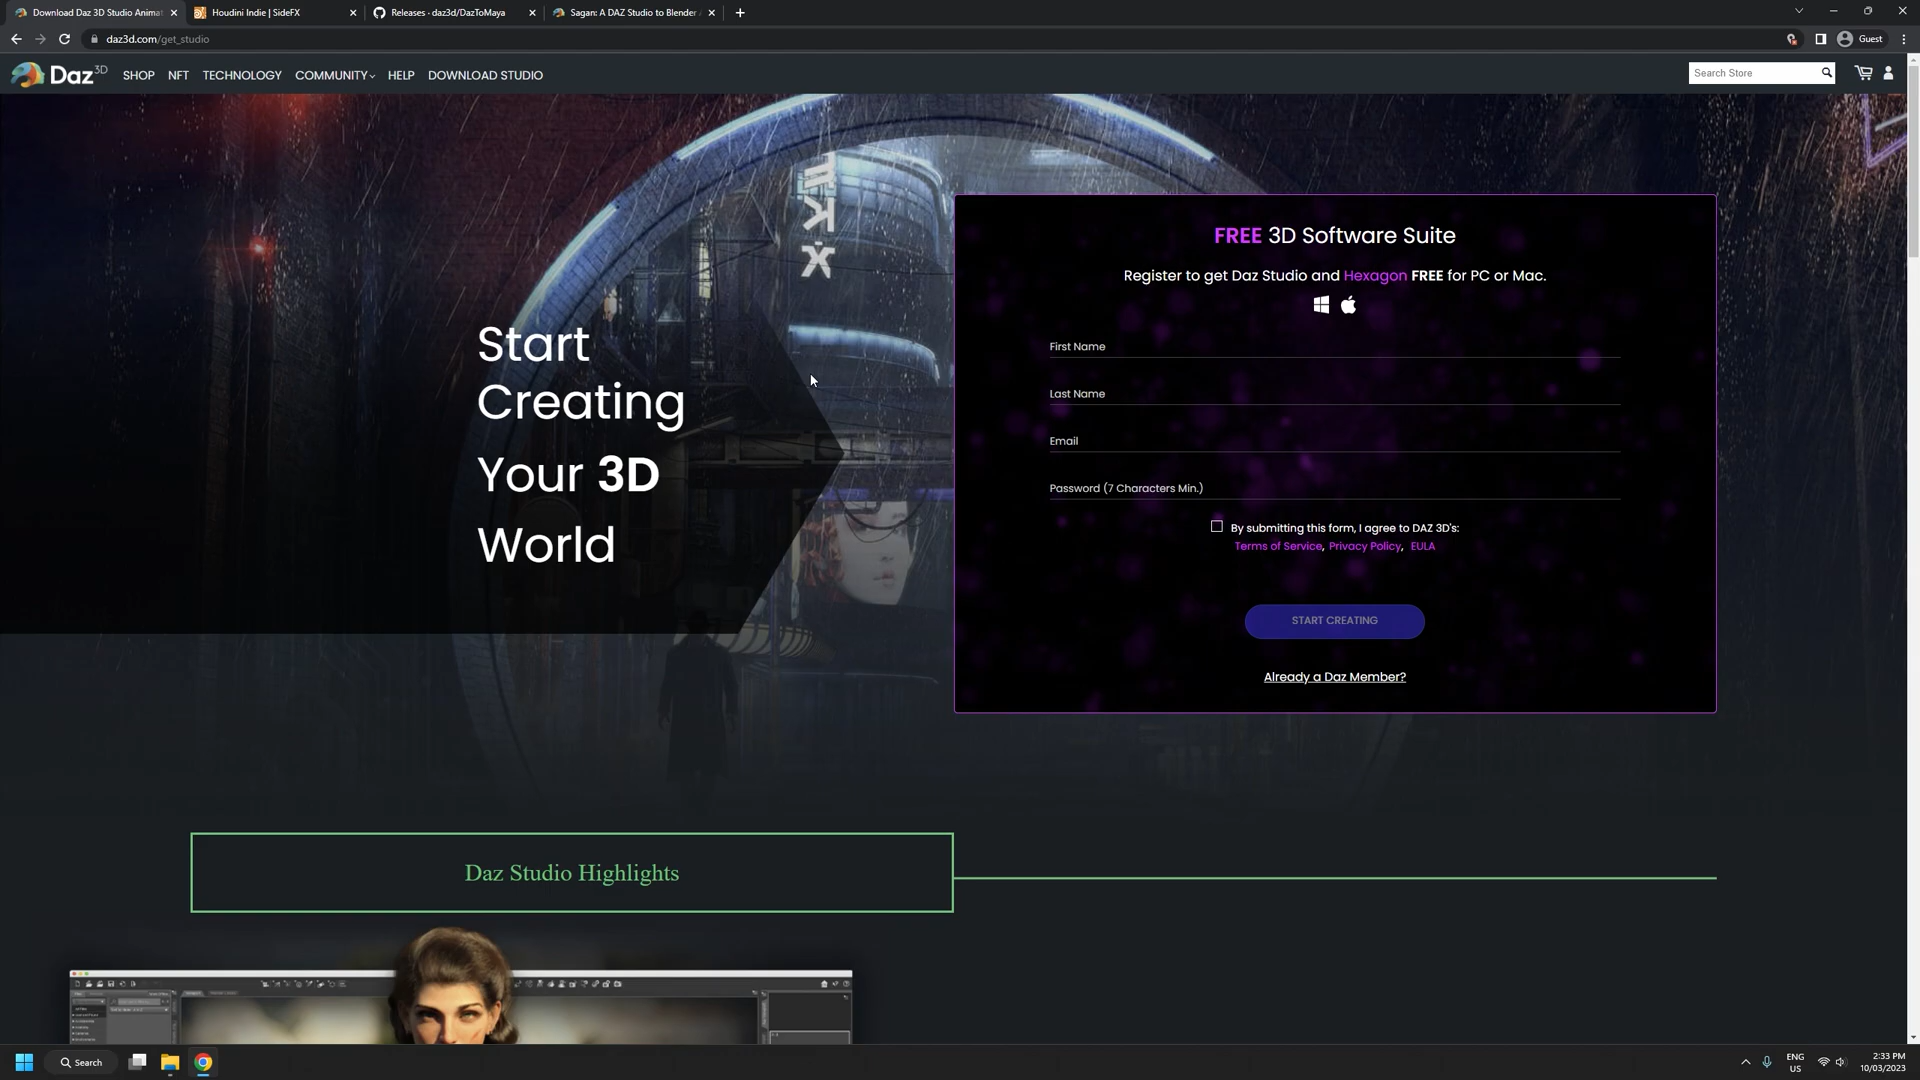 Download Daz 3D Studio Animat
Houdini Indie | SideFX
Releases · daz3d/DazToMaya
Sagan: A DAZ Studio to Blender
daz3d.com/get_studio
Guest
Daz 3D
SHOP
NFT
TECHNOLOGY
COMMUNITY
HELP
DOWNLOAD STUDIO
Search Store
Start
Creating
Your 3D
World
FREE 3D Software Suite
Register to get Daz Studio and Hexagon FREE for PC or Mac.
First Name
Last Name
Email
Password (7 Characters Min.)
By submitting this form, I agree to DAZ 3D's:
Terms of Service, Privacy Policy, EULA
START CREATING
Already a Daz Member?
Daz Studio Highlights
Search
ENG
US
2:33 PM
10/03/2023